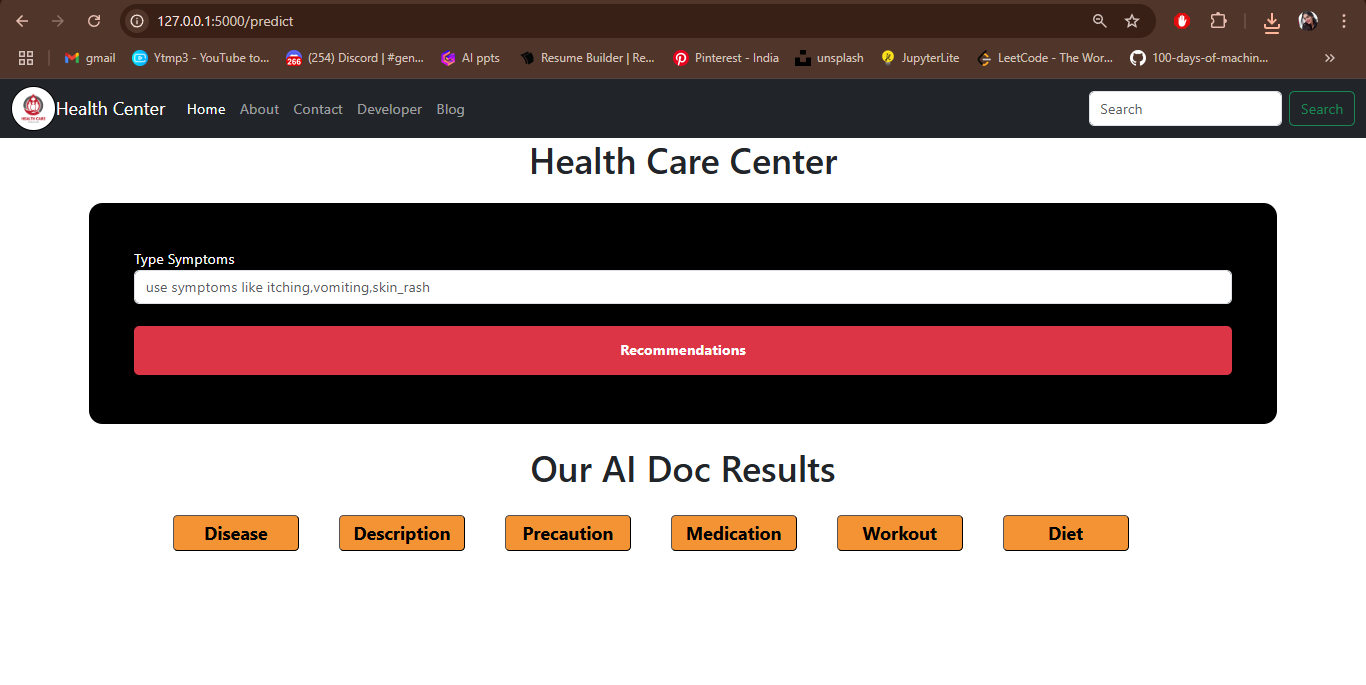 127.0.0.1:5000/predict
gmail Ytmp3 - YouTube to... (254) Discord | #gen... AI ppts Resume Builder | Re... Pinterest - India unsplash JupyterLite LeetCode - The Wor... 100-days-of-machin... »
Health Center Home About Contact Developer Blog Search Search
Health Care Center
Type Symptoms
use symptoms like itching,vomiting,skin_rash
Recommendations
Our AI Doc Results
Disease Description Precaution Medication Workout Diet